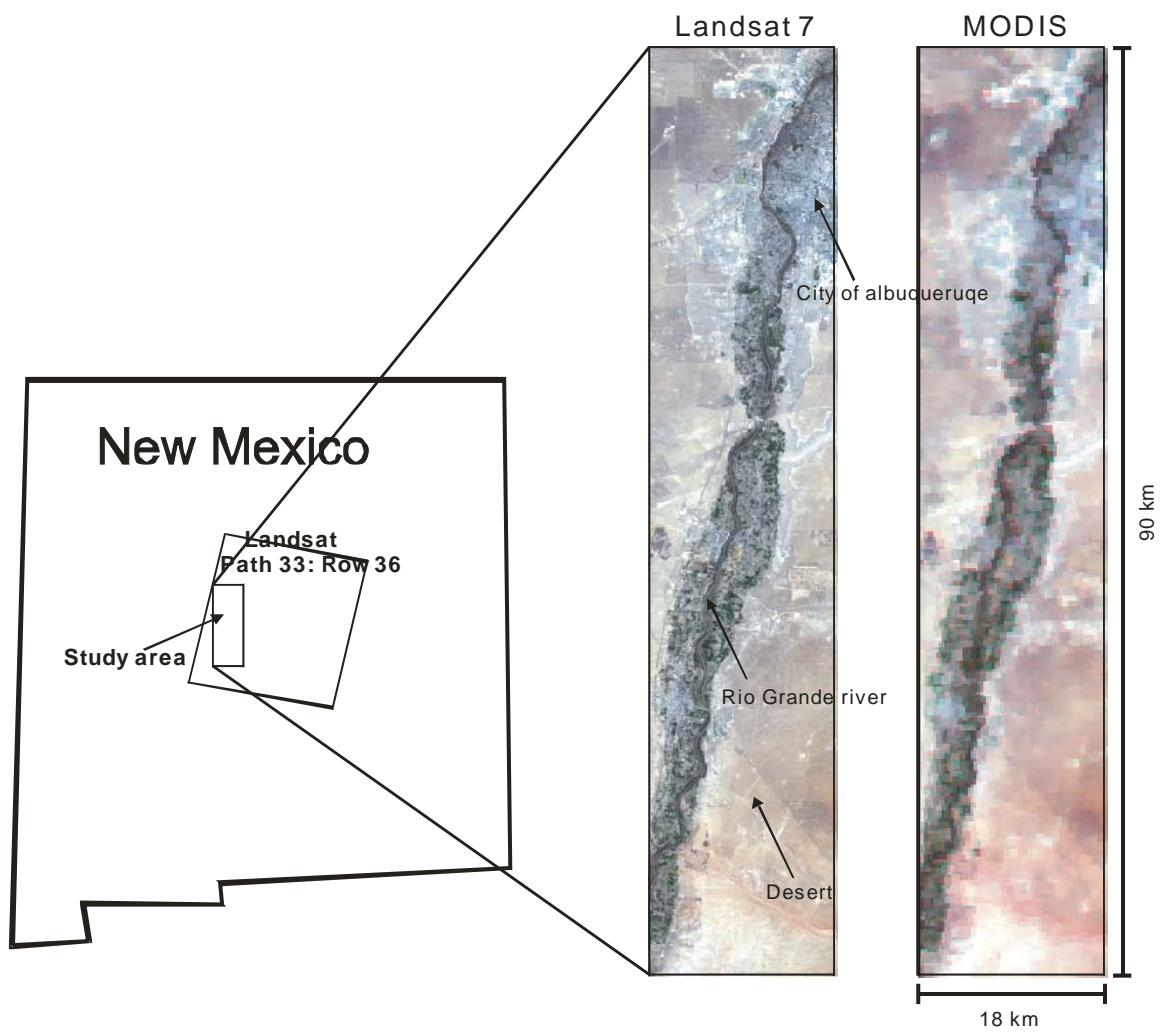 Landsat 7
MODIS
City of albuqueruqe
New Mexico
Landsat
Path 33: Row 36
90 km
Study area
Rio Grande river
Desert
18 km